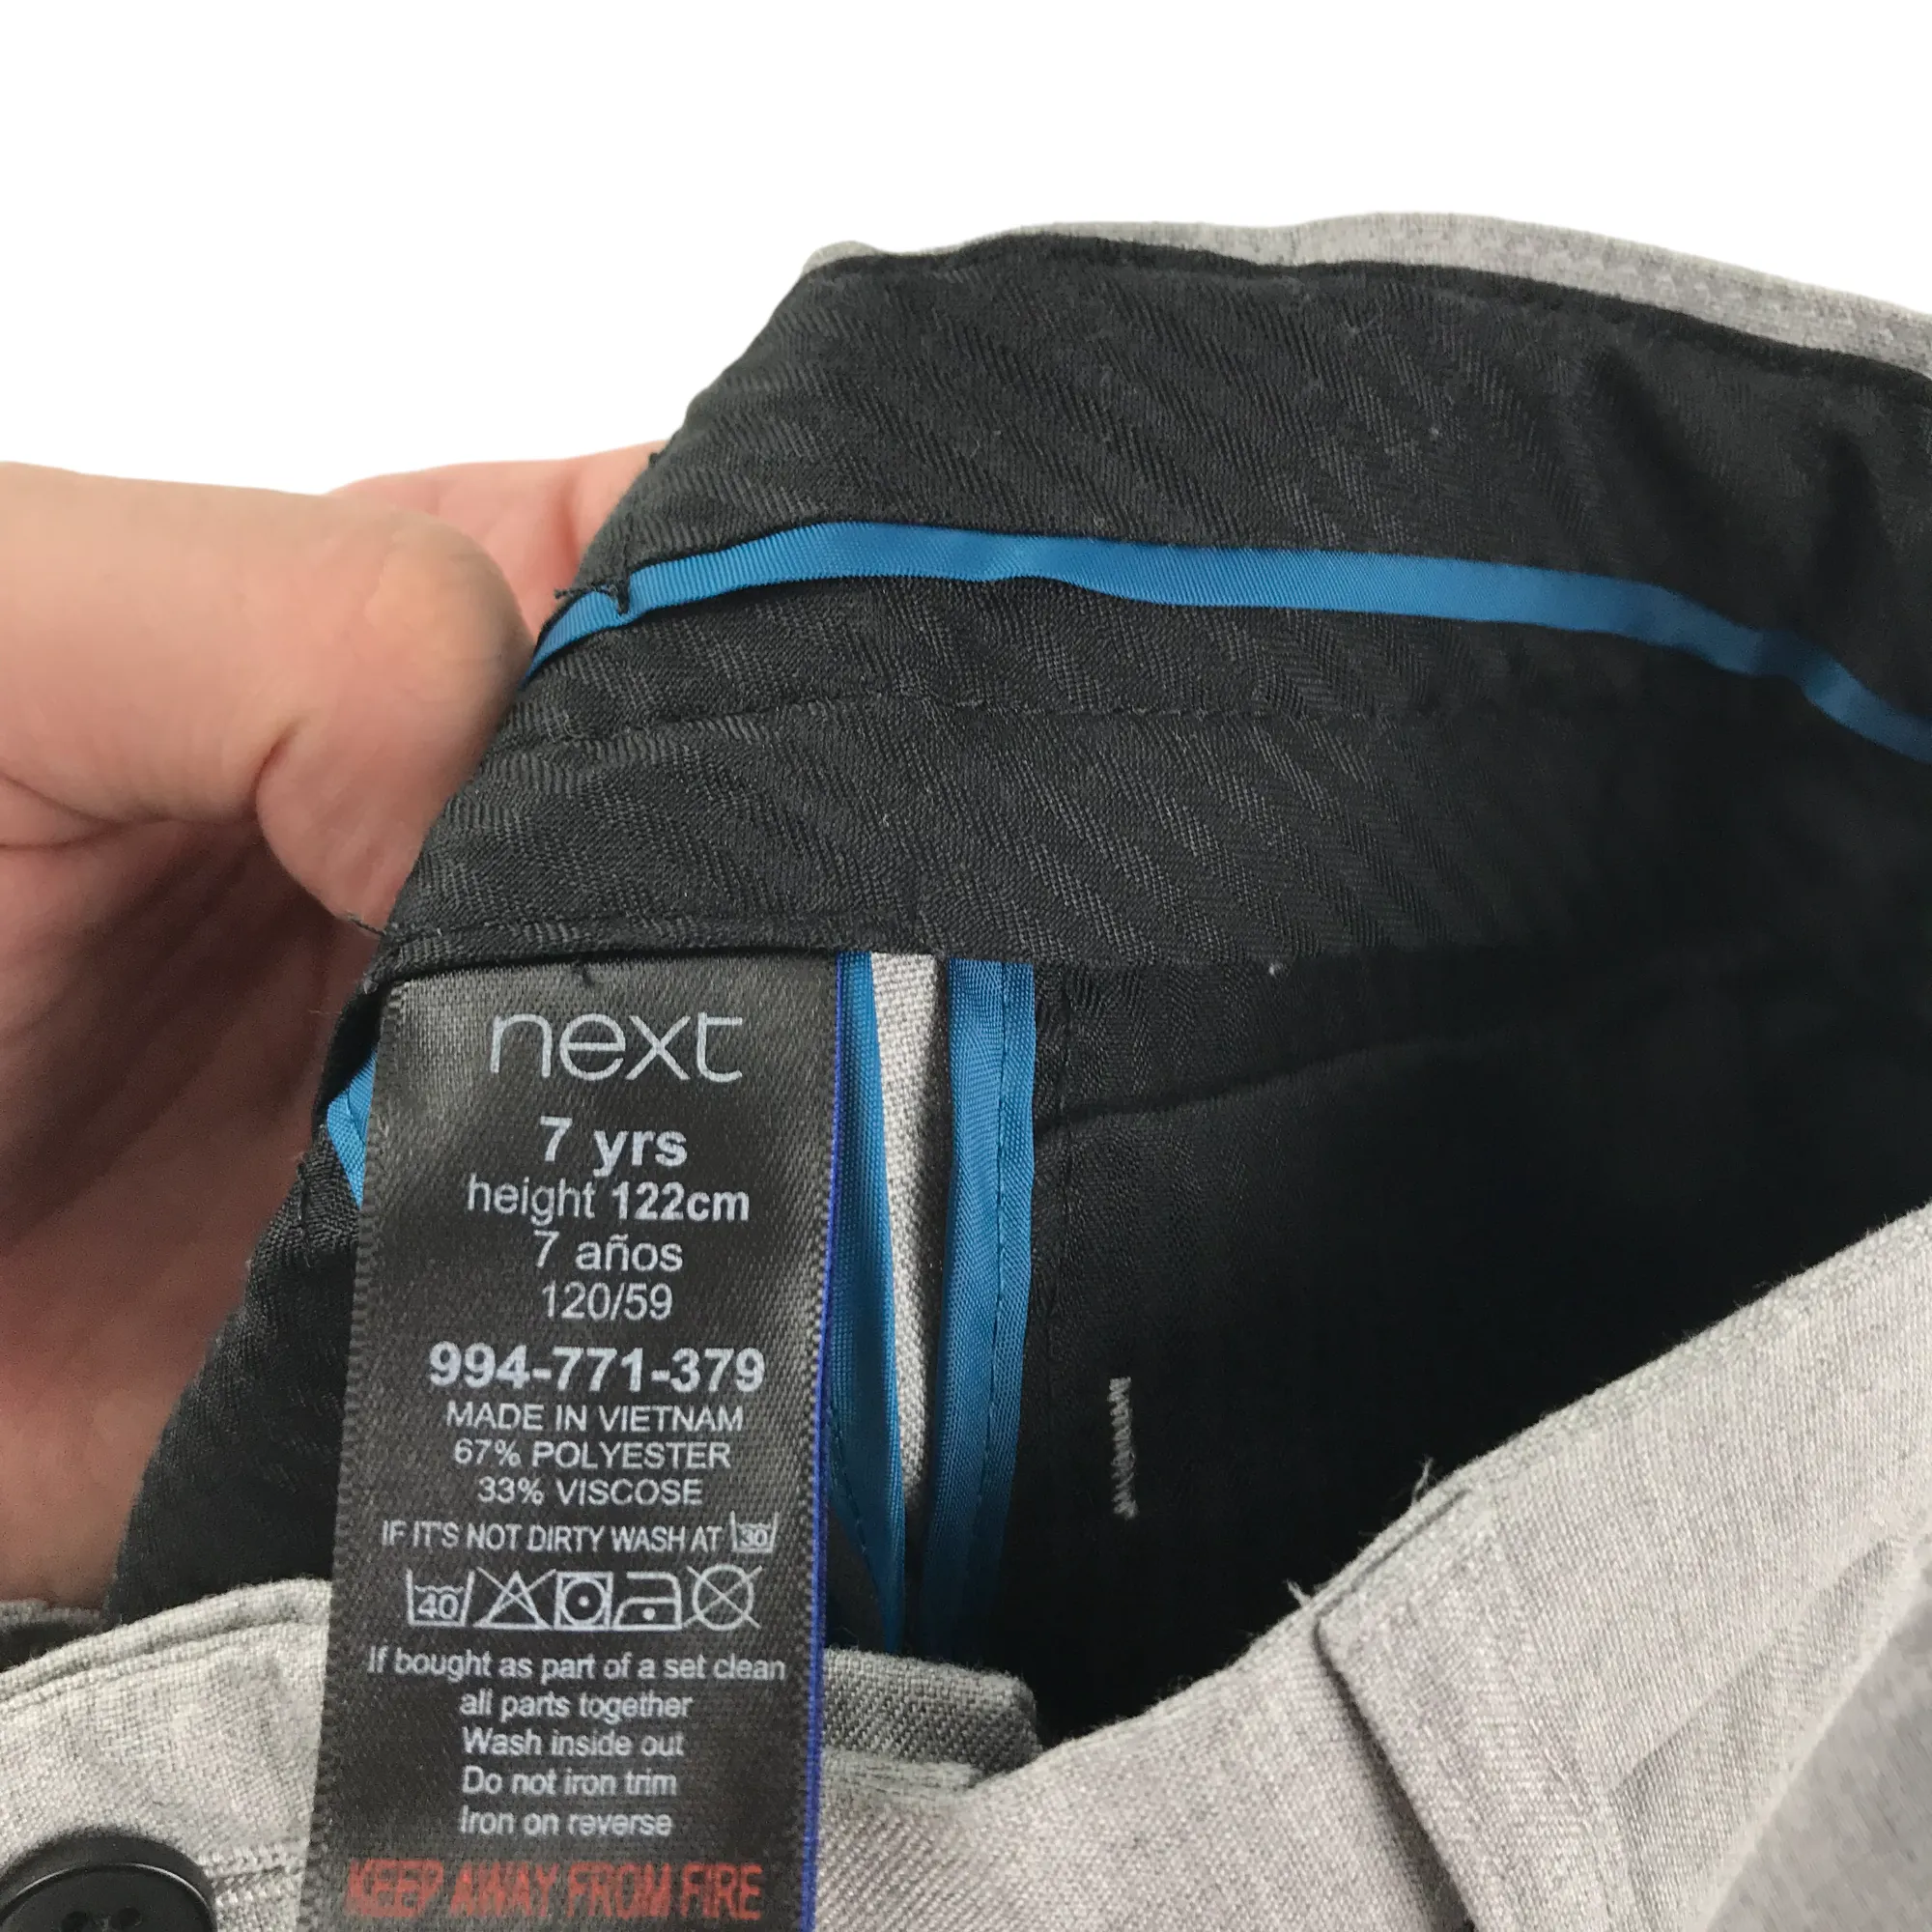 next
7 yrs
height 122cm
7 años
120/59
994-771-379
MADE IN VIETNAM
67% POLYESTER
33% VISCOSE
IF IT'S NOT DIRTY WASH AT 30
40
If bought as part of a set clean
all parts together
Wash inside out
Do not iron trim
Iron on reverse
KEEP AWAY FROM FIRE